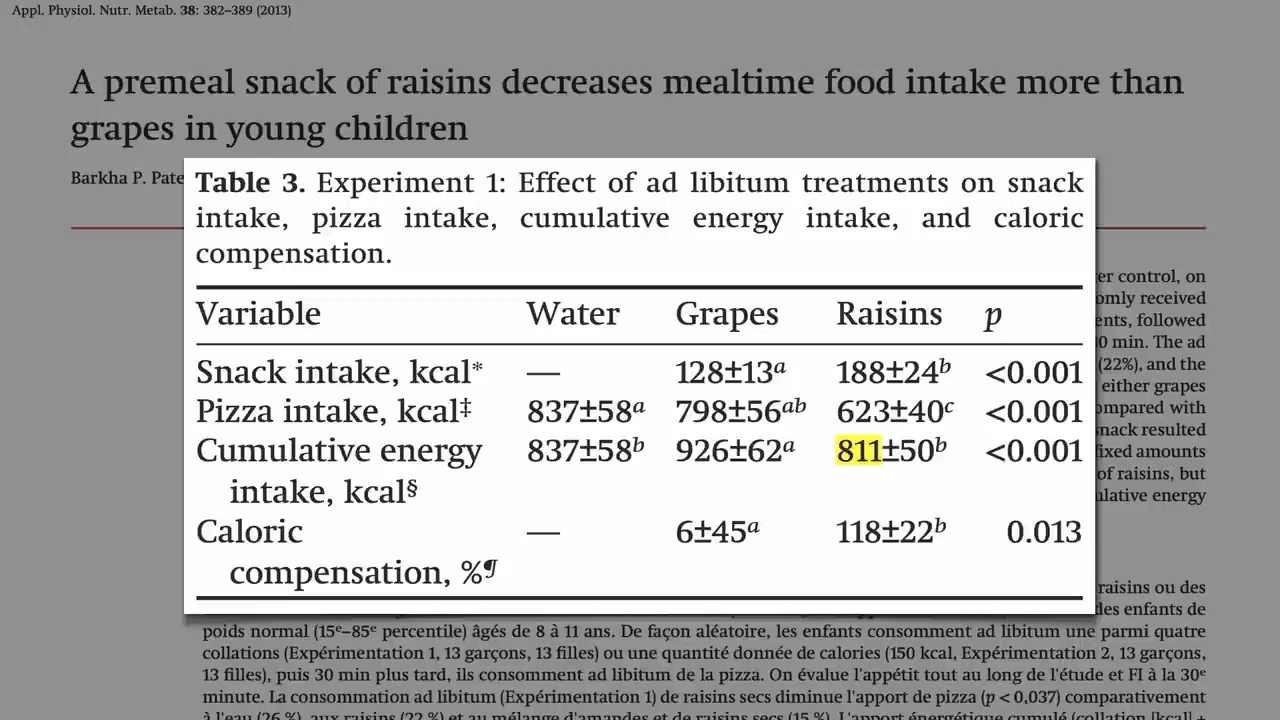 Appl. Physiol. Nutr. Metab. 38: 382–389 (2013)
A premeal snack of raisins decreases mealtime food intake more than
grapes in young children
Barkha P. Pate
Table 3. Experiment 1: Effect of ad libitum treatments on snack
intake, pizza intake, cumulative energy intake, and caloric
compensation.
Variable Water Grapes Raisins p
Snack intake, kcal* — 128±13a 188±24b <0.001
Pizza intake, kcal‡ 837±58a 798±56ab 623±40c <0.001
Cumulative energy 837±58b 926±62a 811±50b <0.001
intake, kcal§
Caloric — 6±45a 118±22b 0.013
compensation, %¶
er control, on
omly received
ents, followed
0 min. The ad
(22%), and the
either grapes
ompared with
snack resulted
fixed amounts
of raisins, but
ulative energy
raisins ou des
des enfants de
poids normal (15e–85e percentile) âgés de 8 à 11 ans. De façon aléatoire, les enfants consomment ad libitum une parmi quatre
collations (Expérimentation 1, 13 garçons, 13 filles) ou une quantité donnée de calories (150 kcal, Expérimentation 2, 13 garçons,
13 filles), puis 30 min plus tard, ils consomment ad libitum de la pizza. On évalue l'appétit tout au long de l'étude et FI à la 30e
minute. La consommation ad libitum (Expérimentation 1) de raisins secs diminue l'apport de pizza (p < 0,037) comparativement
à l'eau (26 %), aux raisins (22 %) et au mélange d'amandes et de raisins secs (15 %). L'apport énergétique cumulé (collation [kcal] +